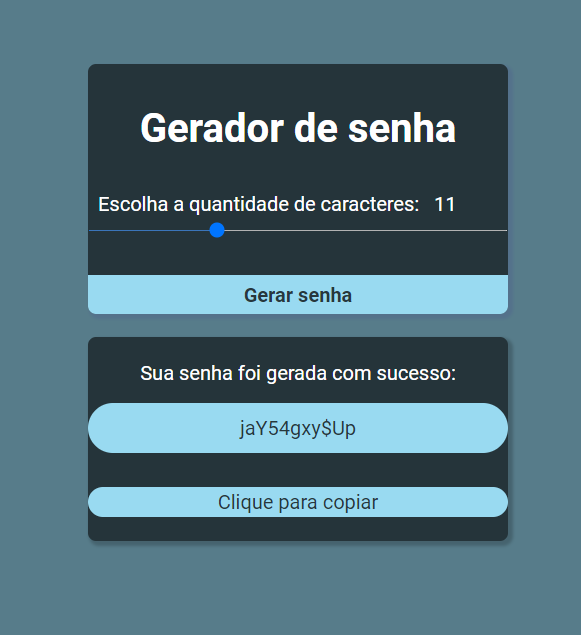 Gerador de senha
Escolha a quantidade de caracteres: 11
Gerar senha
Sua senha foi gerada com sucesso:
jaY54gxy$Up
Clique para copiar